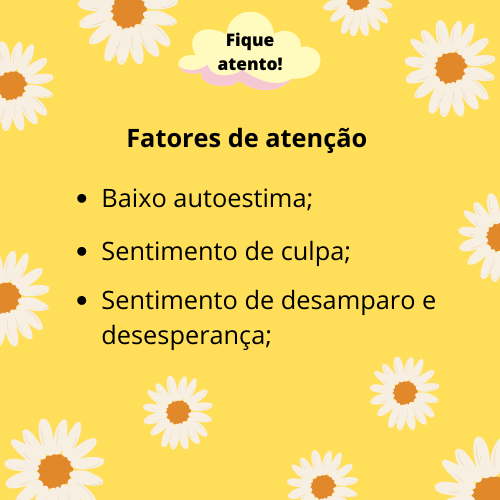 Fique
atento!
Fatores de atenção
• Baixo autoestima;
• Sentimento de culpa;
• Sentimento de desamparo e
desesperança;